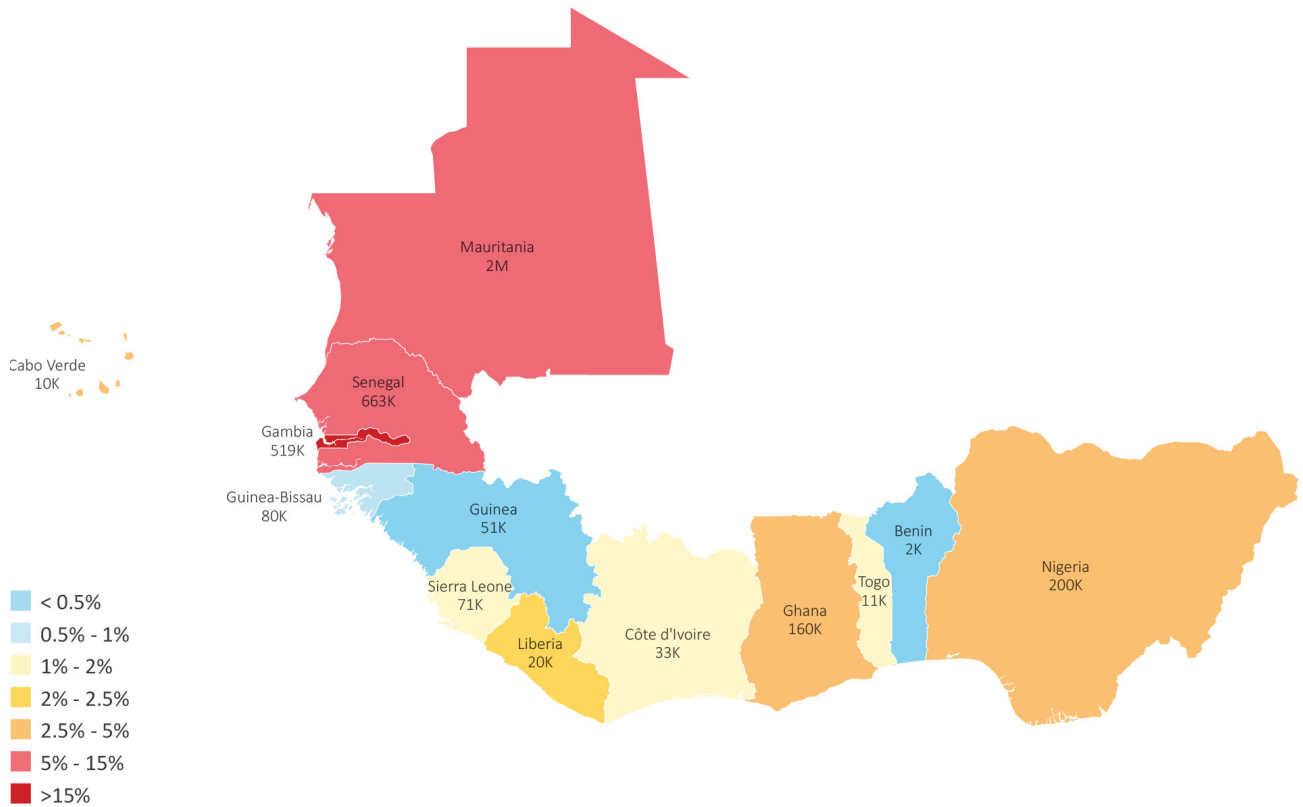 Mauritania
2M
Cabo Verde
10K
Senegal
663K
Gambia
519K
Guinea-Bissau
80K
Guinea
51K
Benin
2K
Nigeria
200K
Sierra Leone
71K
Togo
11K
Ghana
160K
Côte d'Ivoire
33K
Liberia
20K
< 0.5%
0.5% - 1%
1% - 2%
2% - 2.5%
2.5% - 5%
5% - 15%
>15%